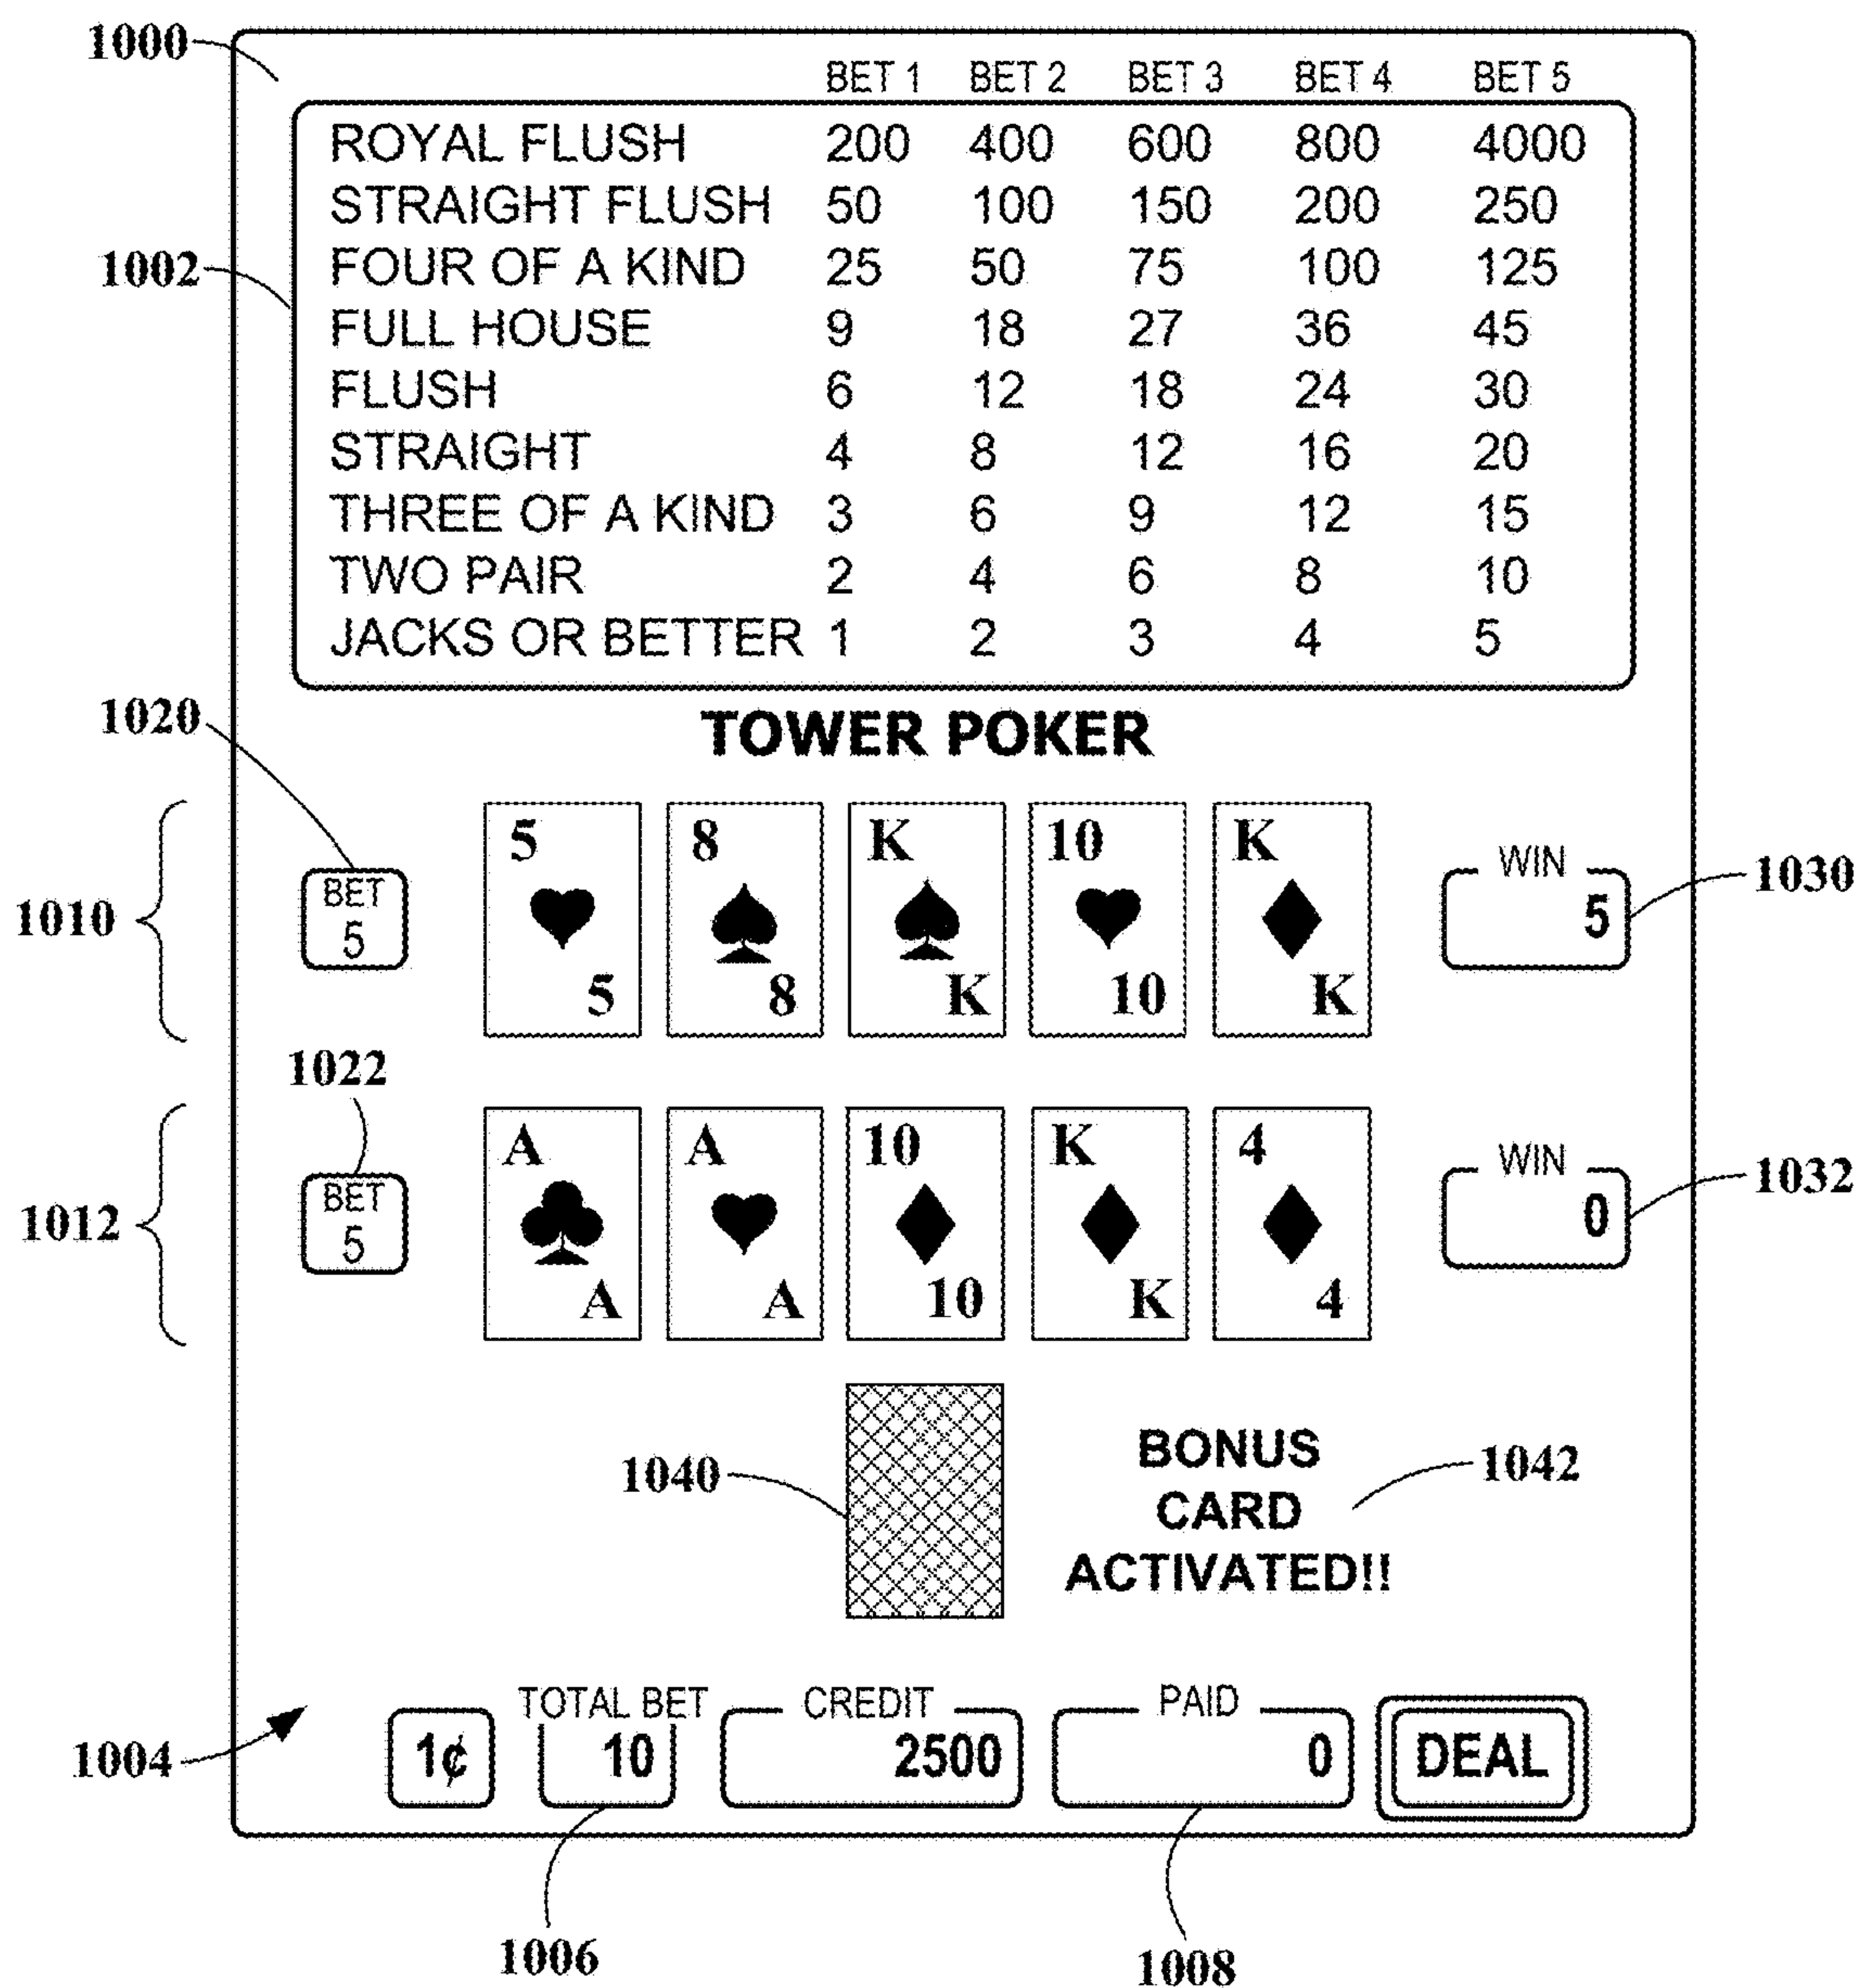 1000
BET 1 BET 2 BET 3 BET 4 BET 5
ROYAL FLUSH 200 400 600 800 4000
STRAIGHT FLUSH 50 100 150 200 250
1002 FOUR OF A KIND 25 50 75 100 125
FULL HOUSE 9 18 27 36 45
FLUSH 6 12 18 24 30
STRAIGHT 4 8 12 16 20
THREE OF A KIND 3 6 9 12 15
TWO PAIR 2 4 6 8 10
JACKS OR BETTER 1 2 3 4 5
1020
TOWER POKER
5 8 K 10 K
WIN
1030
1010
BET
5
5
5 8 K 10 K
1022
A A 10 K 4
WIN
1032
1012
BET
5
0
A A 10 K 4
1040
BONUS
CARD
ACTIVATED!!
1042
TOTAL BET CREDIT PAID
1004 1¢ 10 2500 0 DEAL
1006 1008